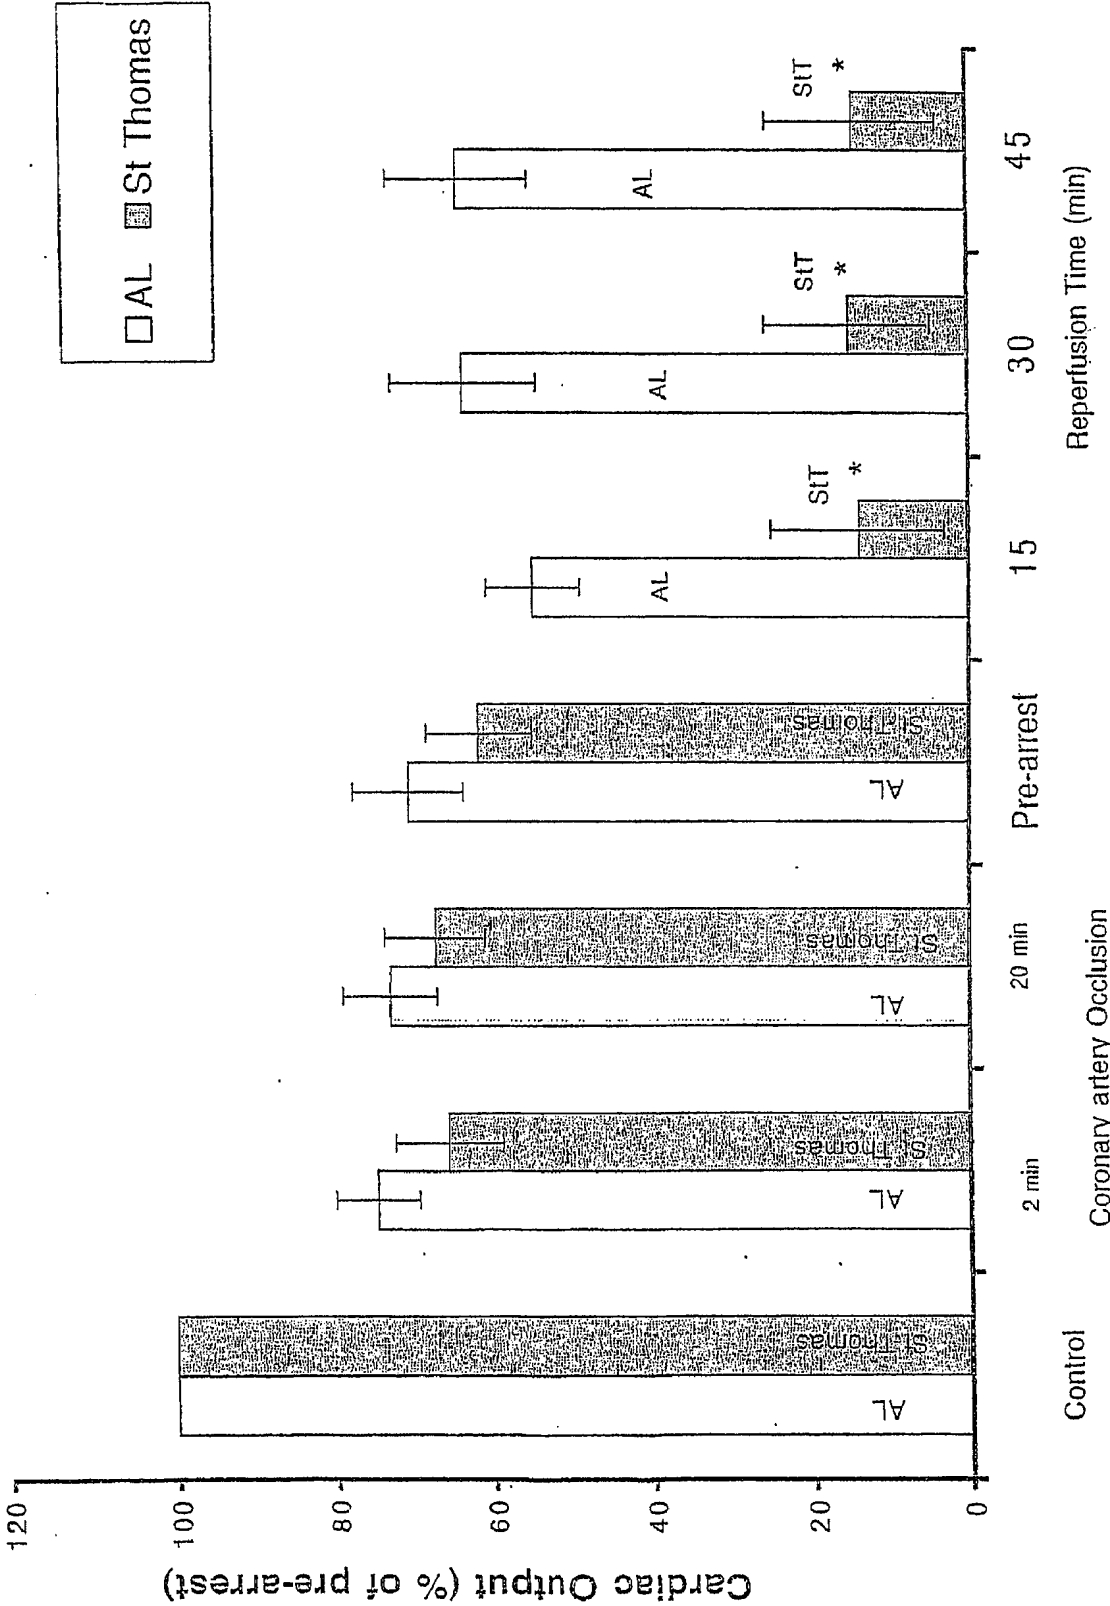 AL St Thomas
Cardiac Output (% of pre-arrest)
120
100
80
60
40
20
0
AL
St Thomas
AL
St Thomas
AL
St Thomas
AL
St Thomas
AL
StT
*
AL
StT
*
AL
StT
*
Control
2 min
20 min
Pre-arrest
15
30
45
Coronary artery Occlusion
Reperfusion Time (min)